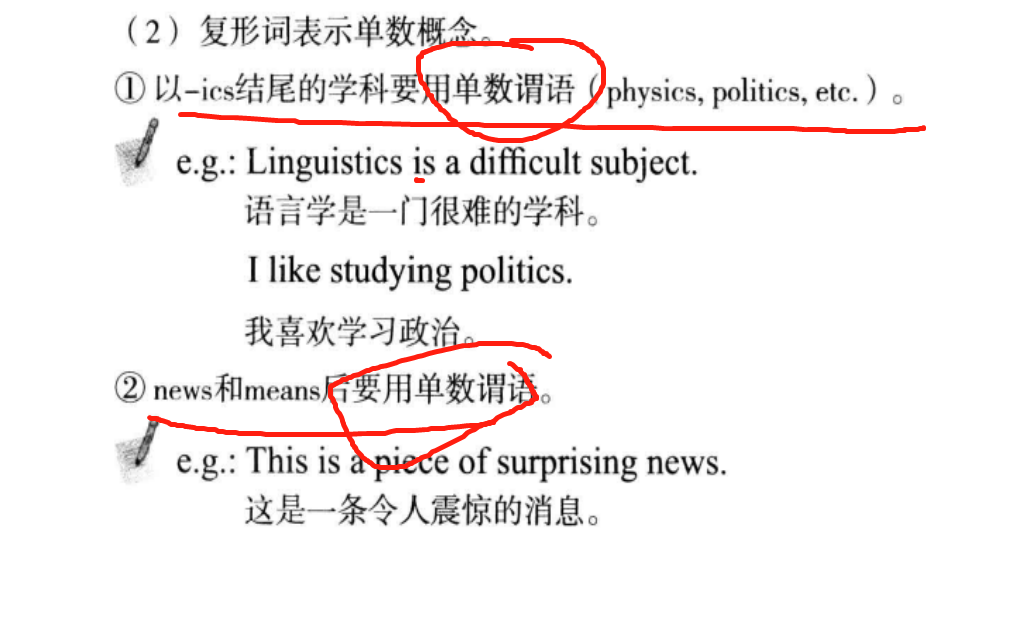 （2）复形词表示单数概念。
①以-ics结尾的学科要用单数谓语（physics, politics, etc.）。
e.g.: Linguistics is a difficult subject.
语言学是一门很难的学科。
I like studying politics.
我喜欢学习政治。
②news和means后要用单数谓语。
e.g.: This is a piece of surprising news.
这是一条令人震惊的消息。